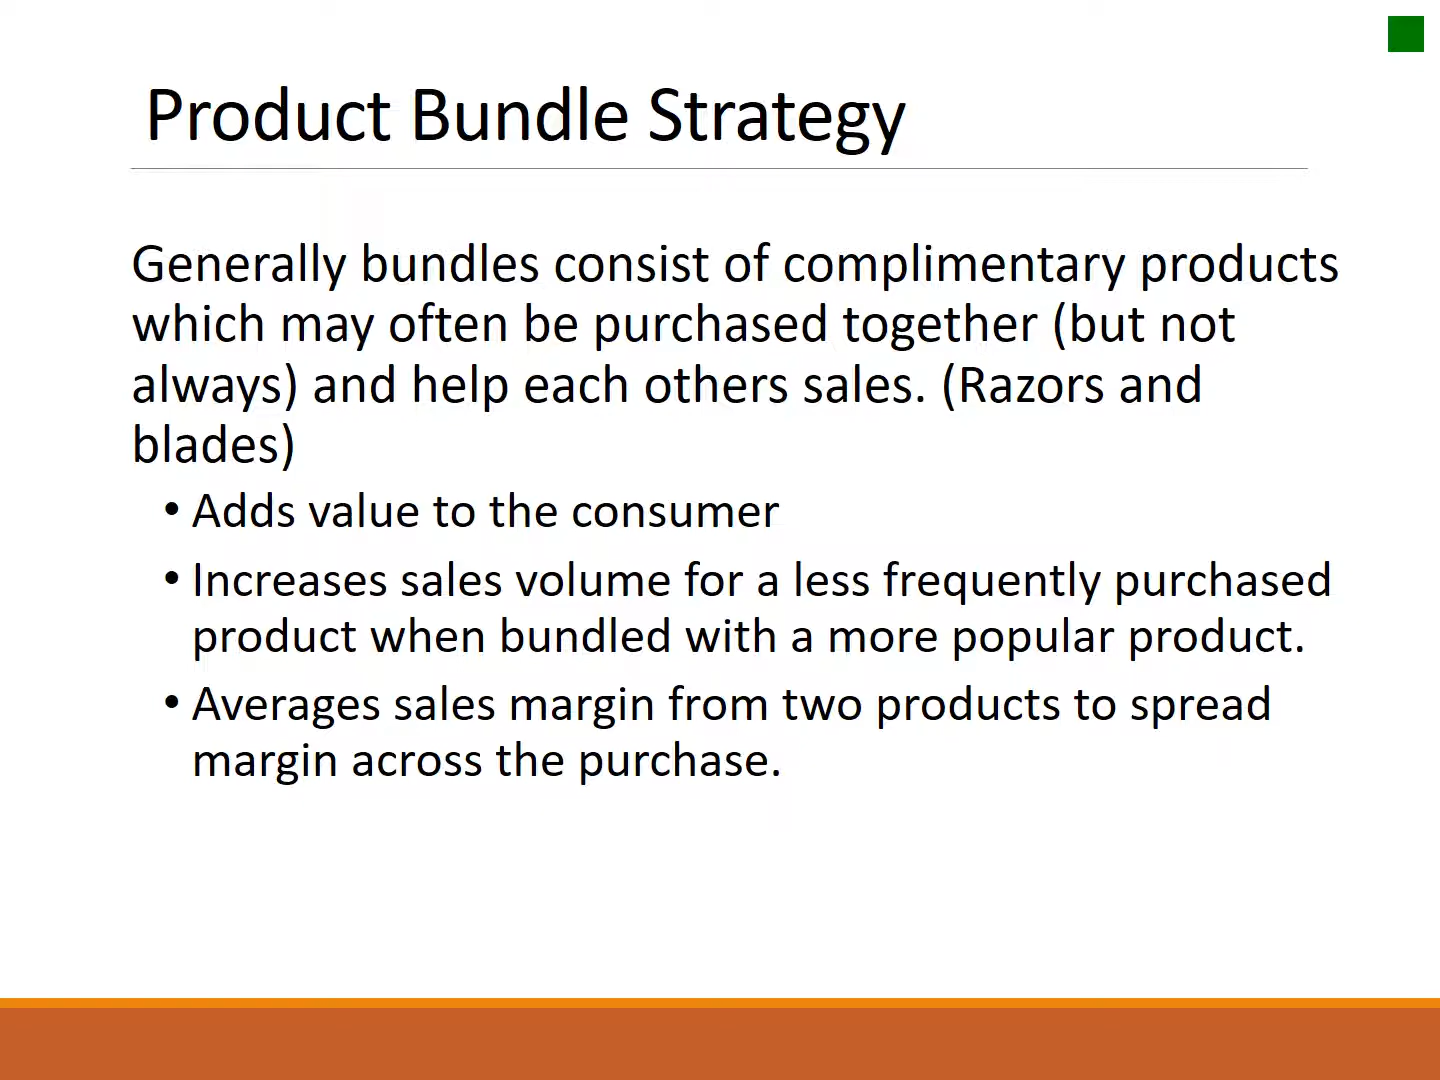 Product Bundle Strategy
Generally bundles consist of complimentary products
which may often be purchased together (but not
always) and help each others sales. (Razors and
blades)
• Adds value to the consumer
• Increases sales volume for a less frequently purchased
product when bundled with a more popular product.
• Averages sales margin from two products to spread
margin across the purchase.